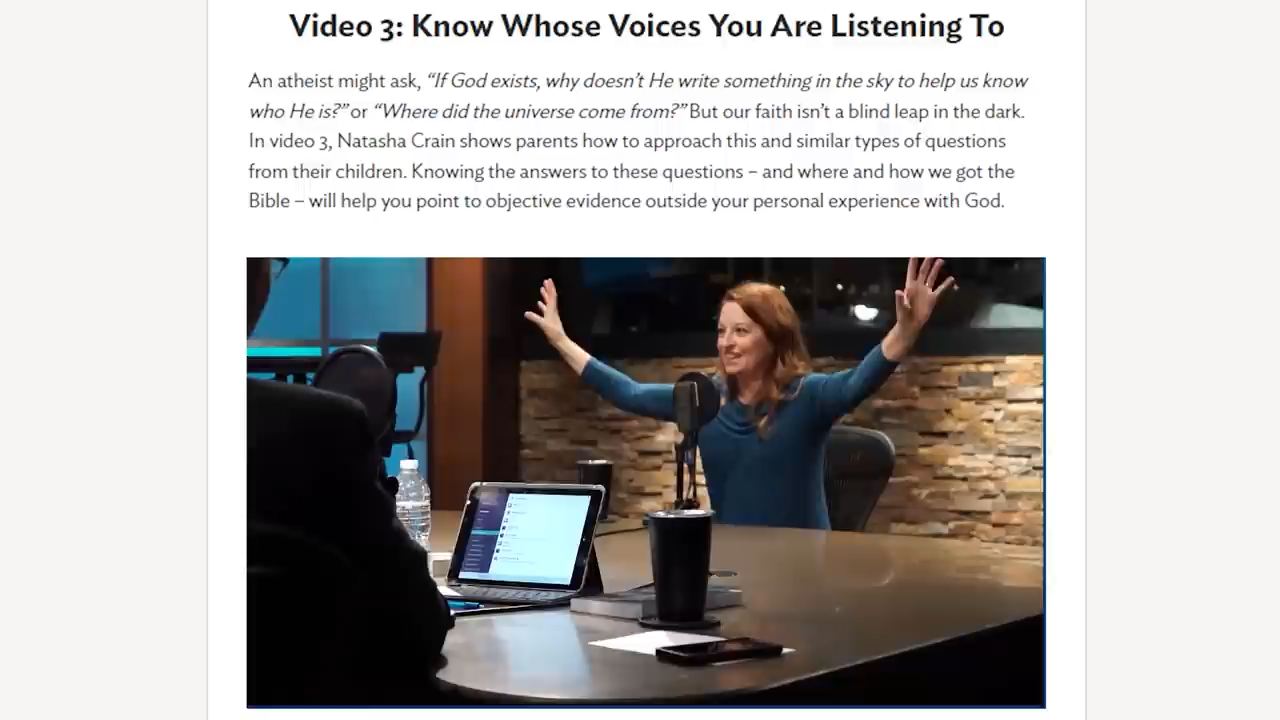 Video 3: Know Whose Voices You Are Listening To
An atheist might ask, “If God exists, why doesn’t He write something in the sky to help us know
who He is?” or “Where did the universe come from?” But our faith isn’t a blind leap in the dark.
In video 3, Natasha Crain shows parents how to approach this and similar types of questions
from their children. Knowing the answers to these questions – and where and how we got the
Bible – will help you point to objective evidence outside your personal experience with God.